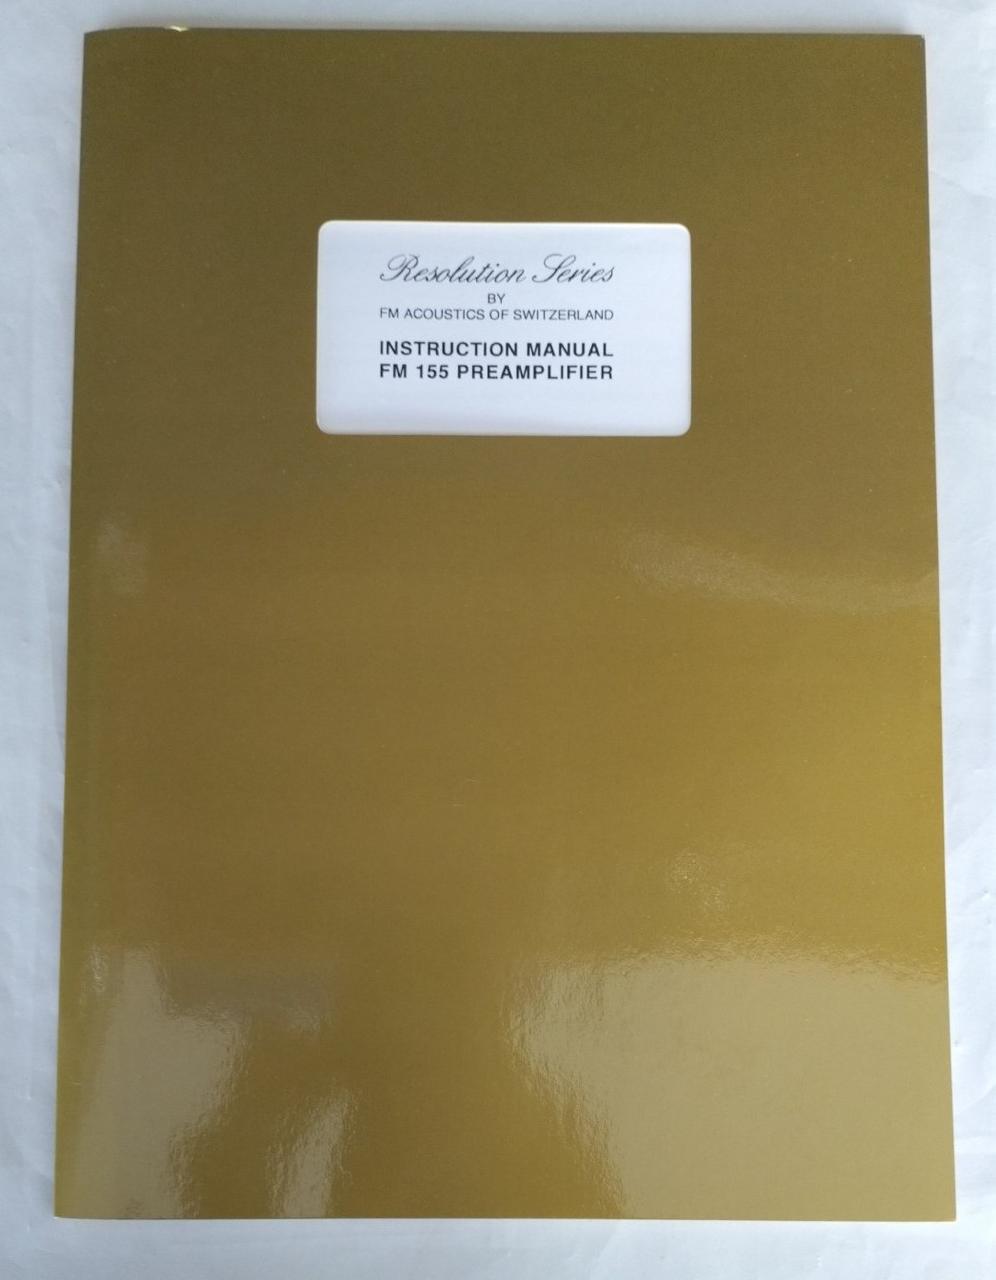 Resolution Series
BY
FM ACOUSTICS OF SWITZERLAND
INSTRUCTION MANUAL
FM 155 PREAMPLIFIER